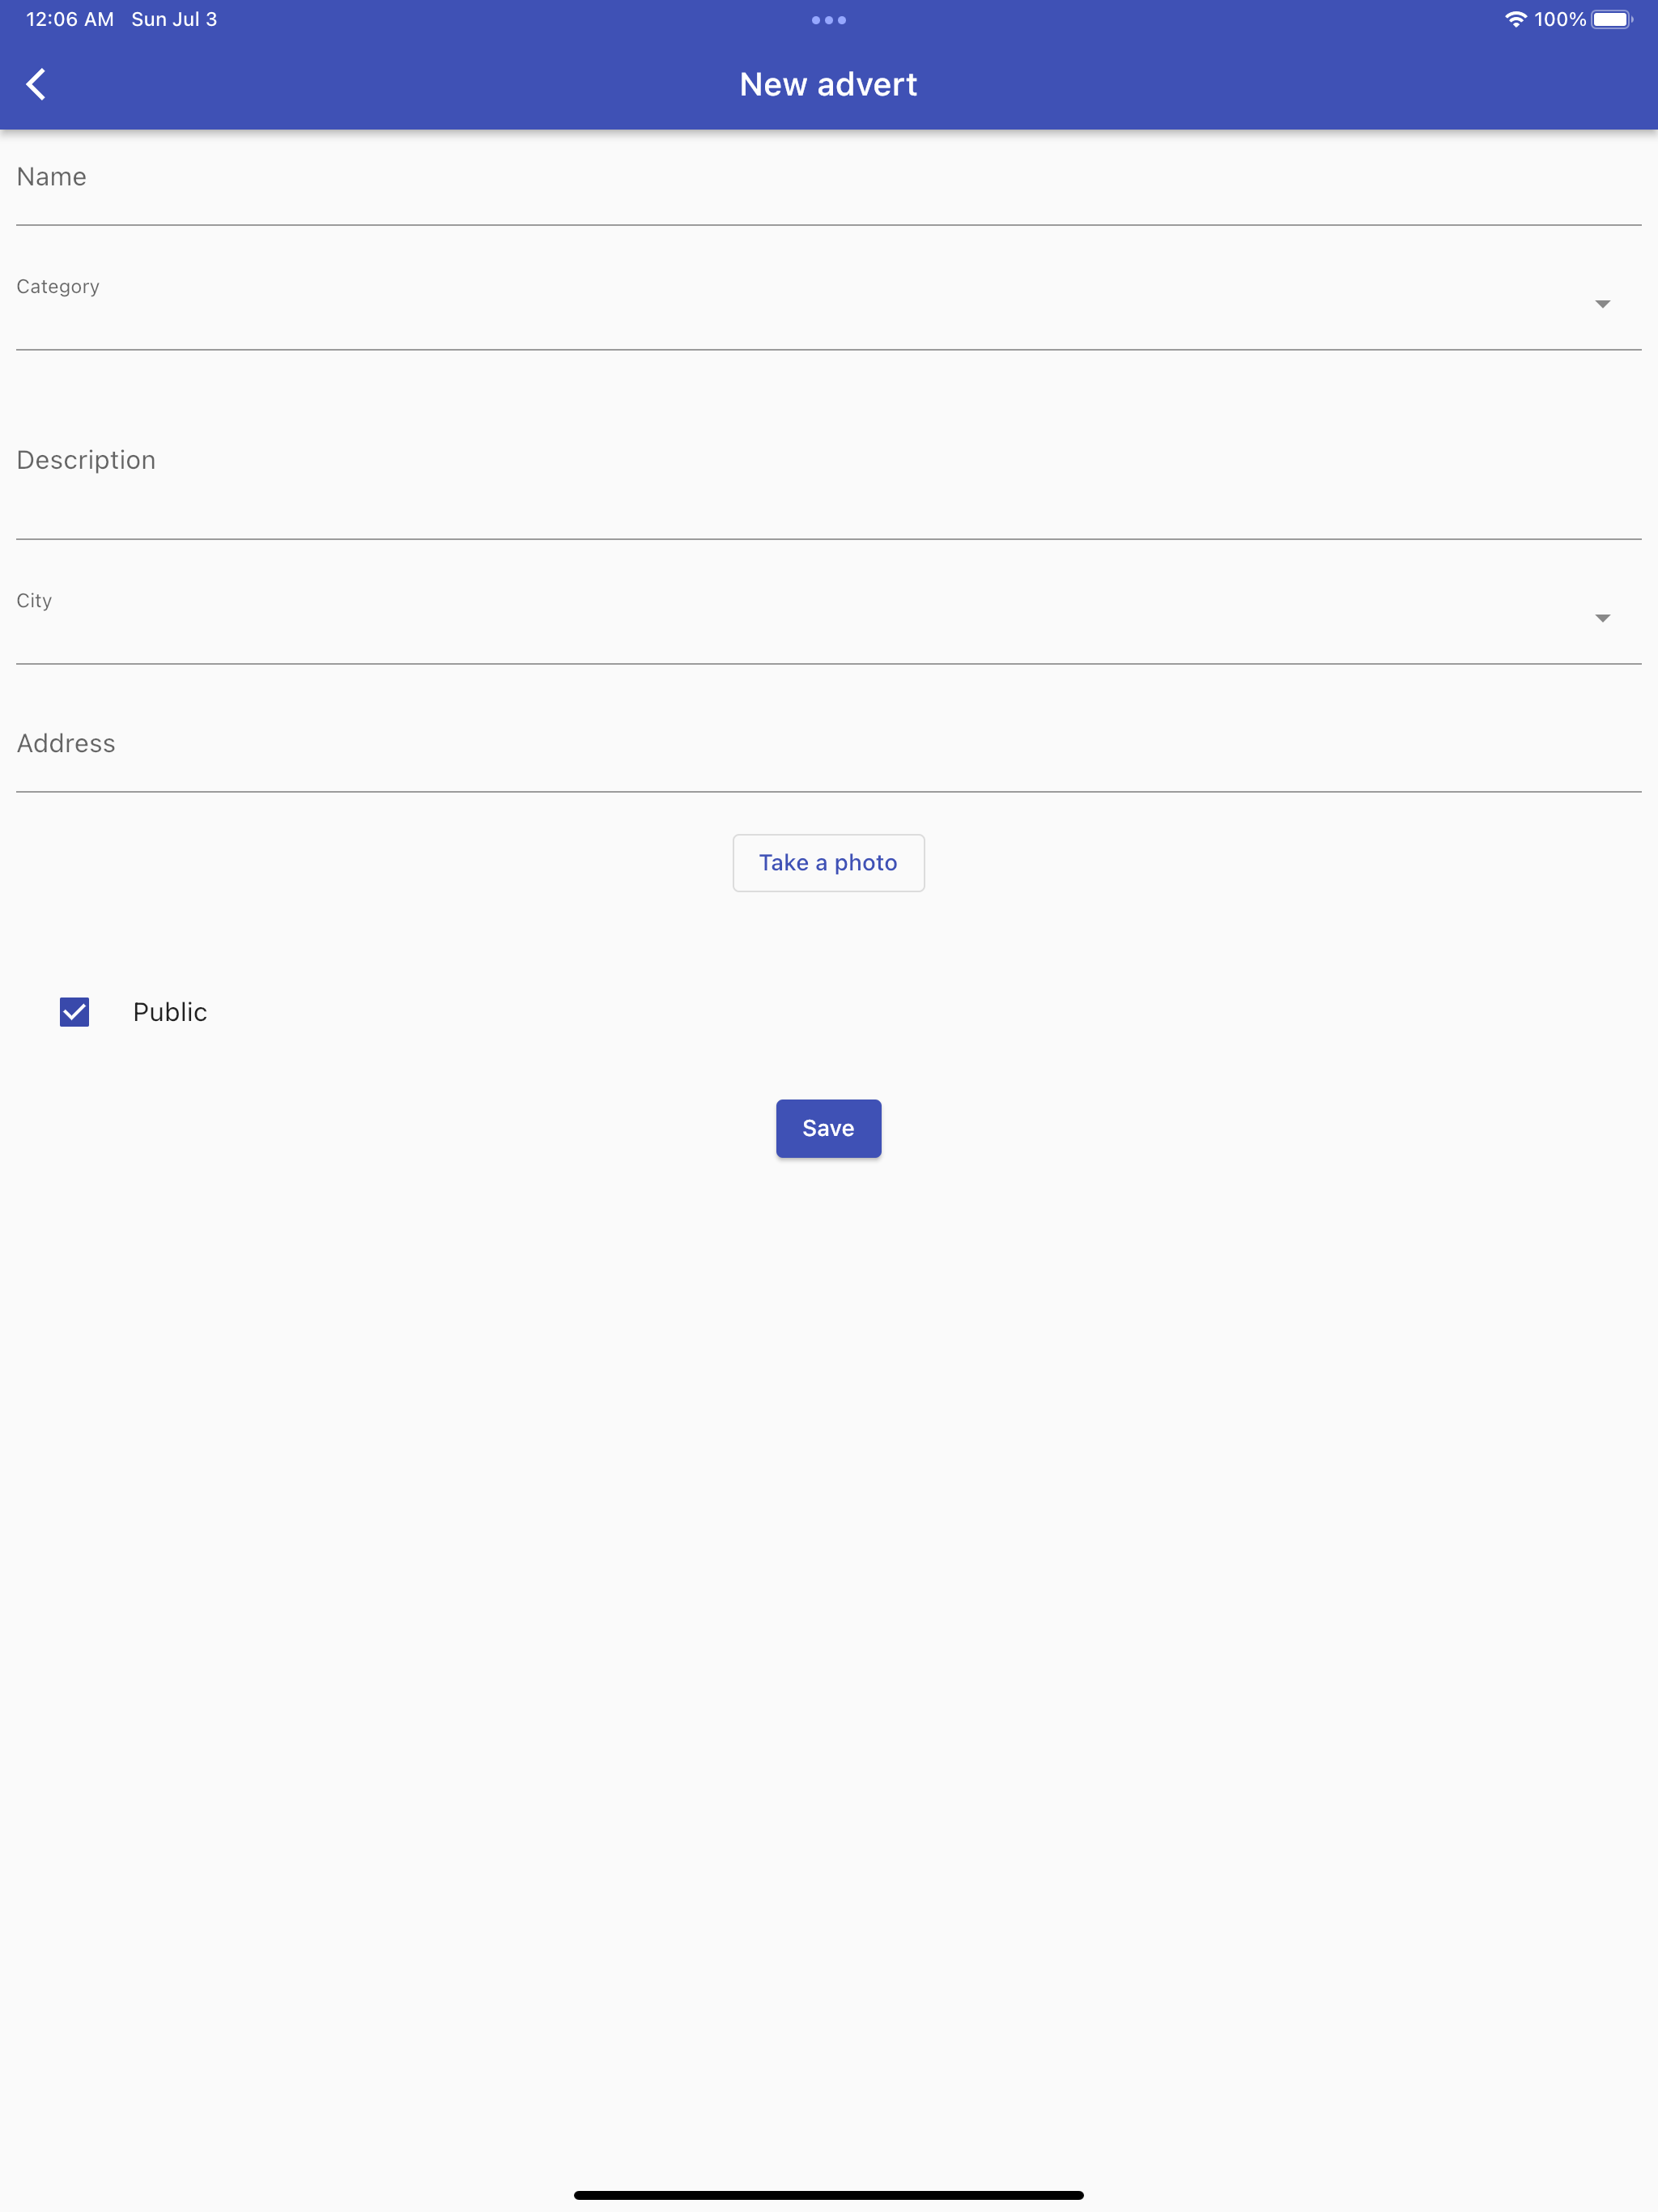 12:06 AM Sun Jul 3
100%
New advert
Name
Category
Description
City
Address
Take a photo
Public
Save